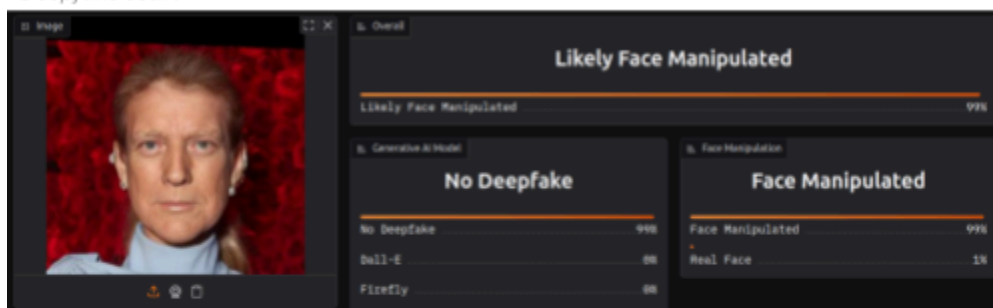 Image
Overall
Likely Face Manipulated
Likely Face Manipulated 99%
Generative AI Model
No Deepfake
No Deepfake 99%
Dall-E 0%
Firefly 0%
Face Manipulation
Face Manipulated
Face Manipulated 99%
Real Face 1%